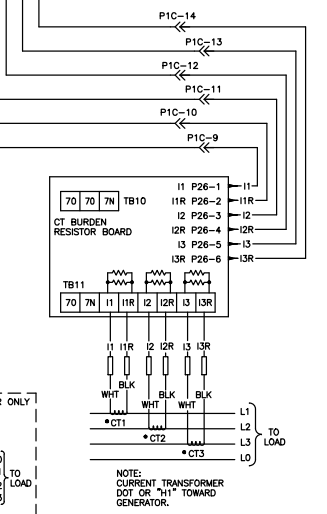 P1C-14
P1C-13
P1C-12
P1C-11
P1C-10
P1C-9
I1 P26-1 I1
I1R P26-2 I1R
I2 P26-3 I2
I2R P26-4 I2R
I3 P26-5 I3
I3R P26-6 I3R
70 70 7N TB10
CT BURDEN
RESISTOR BOARD
TB11
70 7N I1 I1R I2 I2R I3 I3R
I1 I1R I2 I2R I3 I3R
WHT BLK WHT BLK WHT BLK
L1
L2
L3
L0
TO
LOAD
CT1
CT2
CT3
ONLY
TO
LOAD
NOTE:
CURRENT TRANSFORMER
DOT OR "H1" TOWARD
GENERATOR.